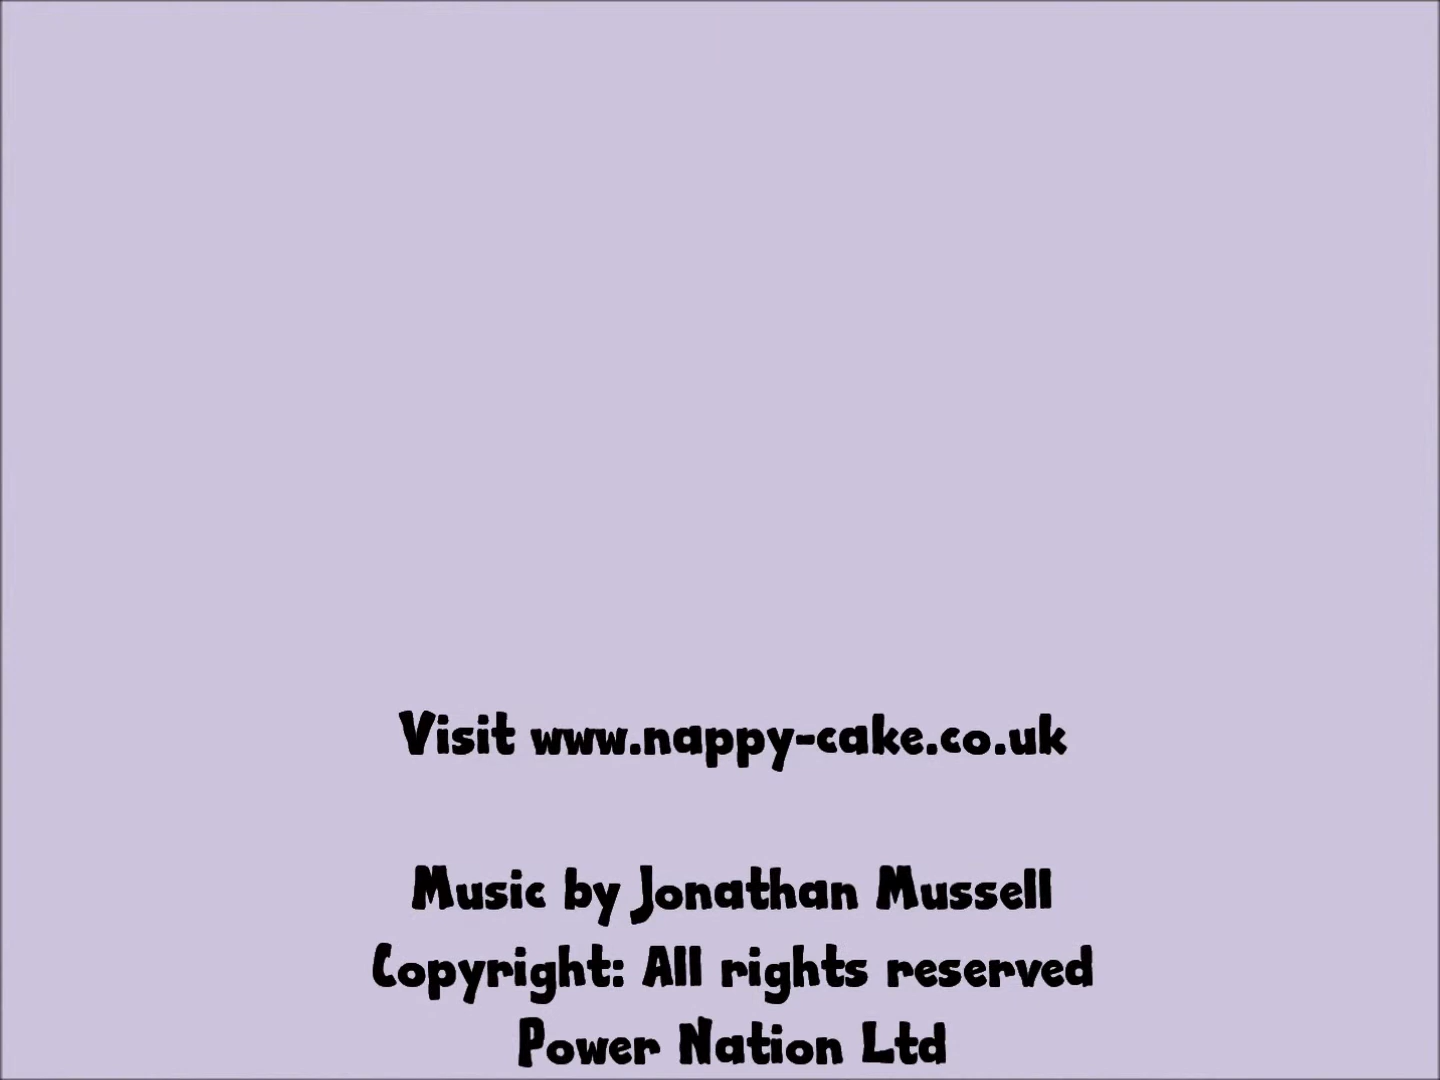 Visit www.nappy-cake.co.uk
Music by Jonathan Mussell
Copyright: All rights reserved
Power Nation Ltd